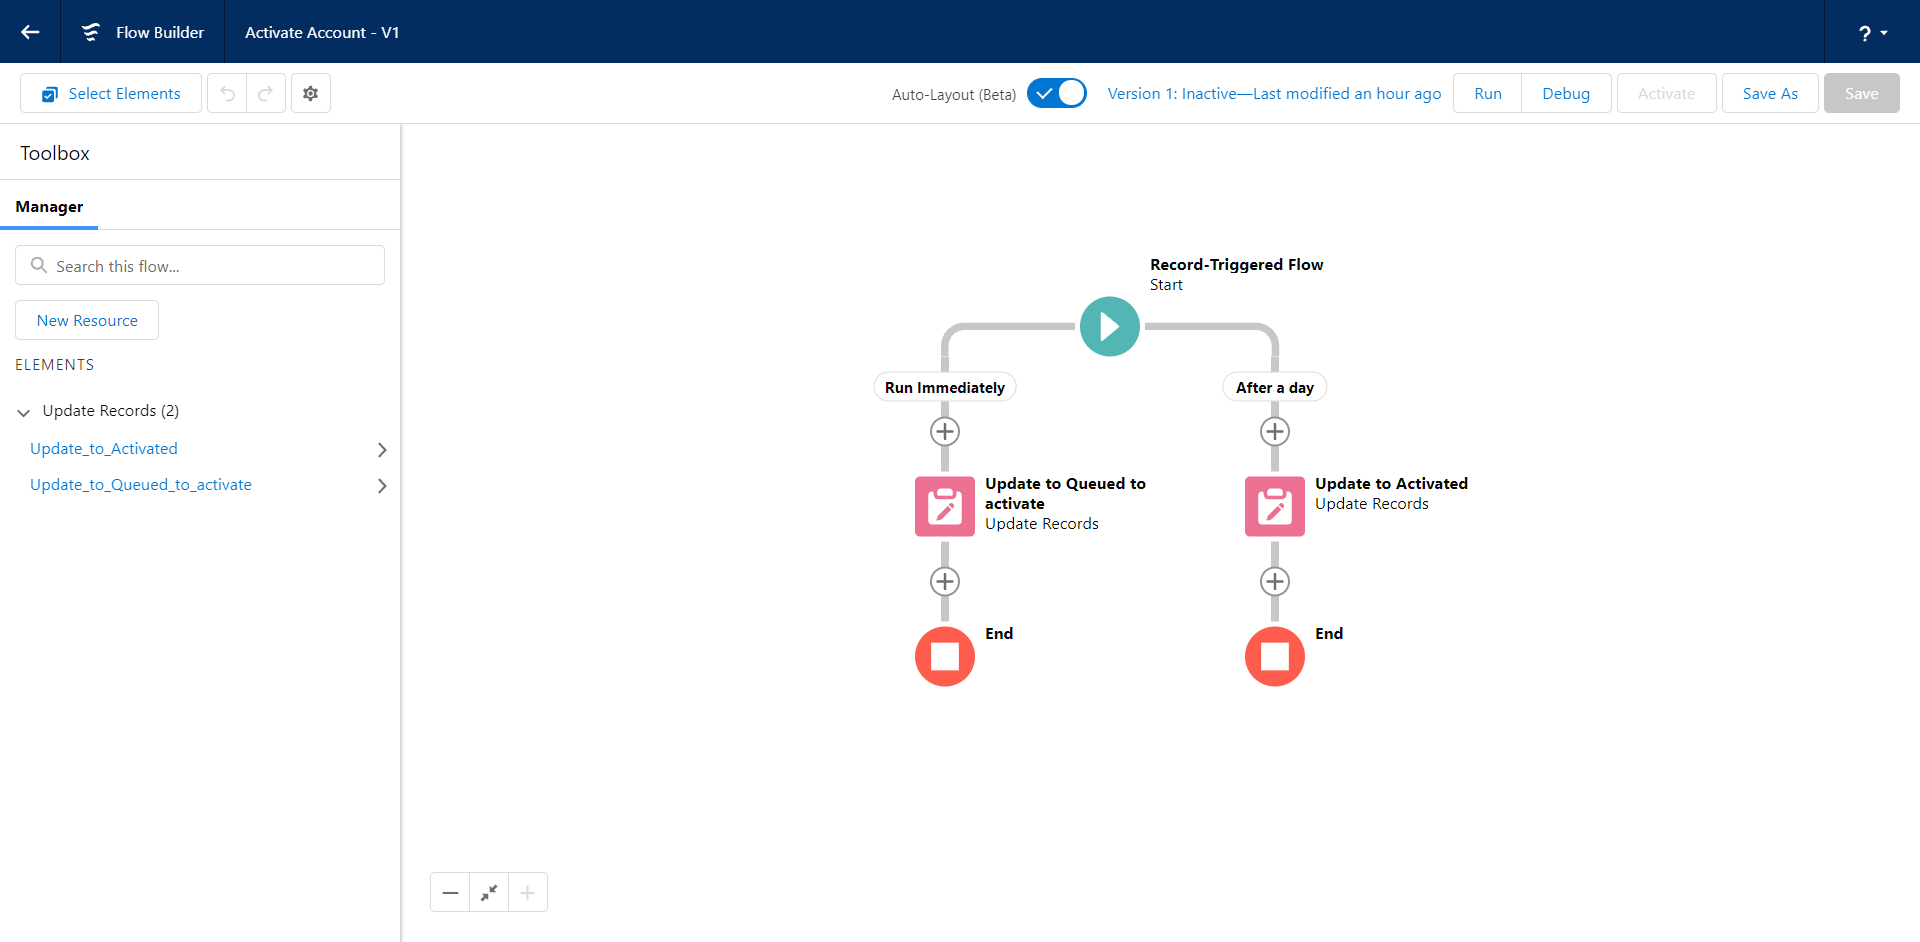 Flow Builder
Activate Account - V1
?
Select Elements
Auto-Layout (Beta)
Version 1: Inactive—Last modified an hour ago
Run
Debug
Activate
Save As
Save
Toolbox
Manager
Search this flow...
New Resource
ELEMENTS
Update Records (2)
Update_to_Activated
Update_to_Queued_to_activate
Record-Triggered Flow
Start
Run Immediately
After a day
Update to Queued to
activate
Update Records
Update to Activated
Update Records
End
End